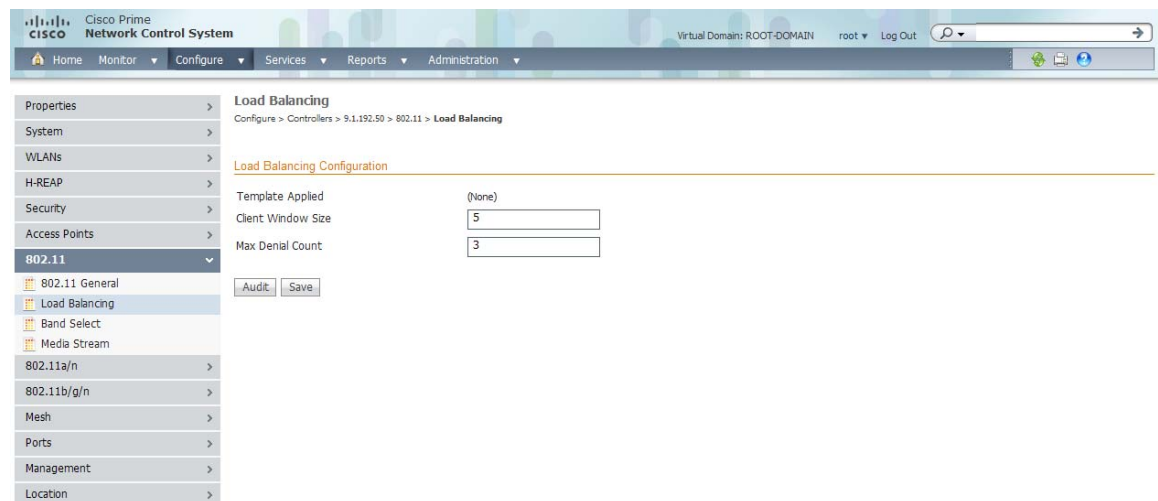 CISCO
Cisco Prime
Network Control System
Virtual Domain: ROOT-DOMAIN root Log Out
Home Monitor Configure Services Reports Administration
Properties
System
WLANs
H-REAP
Security
Access Points
802.11
802.11 General
Load Balancing
Band Select
Media Stream
802.11a/n
802.11b/g/n
Mesh
Ports
Management
Location
Load Balancing
Configure > Controllers > 9.1.192.50 > 802.11 > Load Balancing
Load Balancing Configuration
Template Applied (None)
Client Window Size 5
Max Denial Count 3
Audit Save